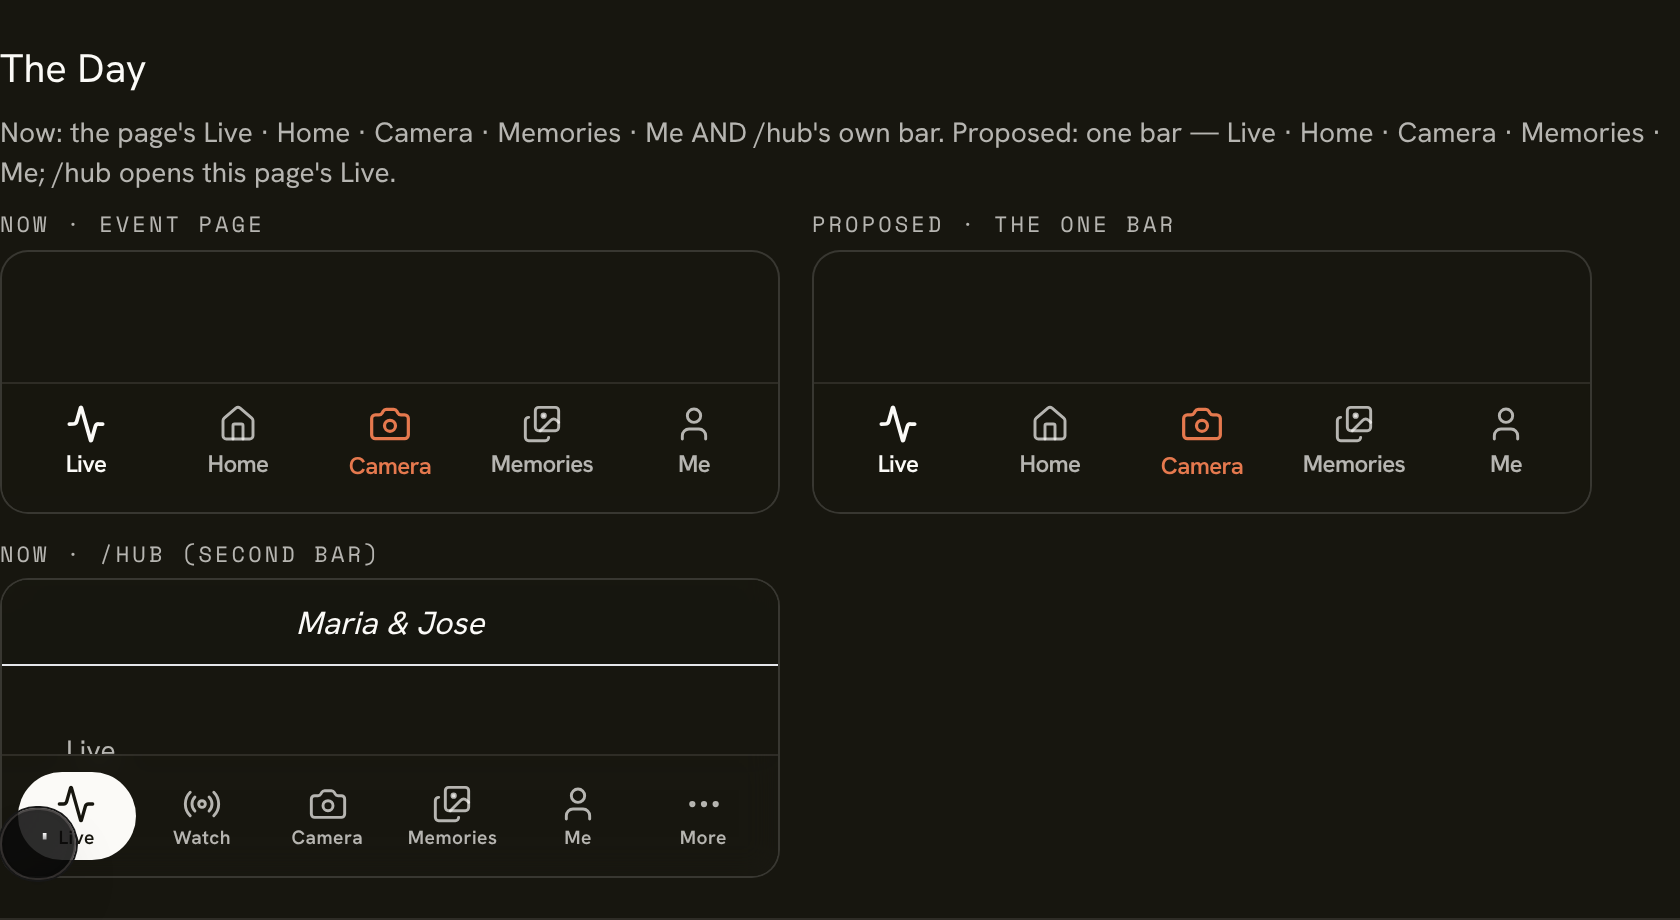 The Day
Now: the page's Live · Home · Camera · Memories · Me AND /hub's own bar. Proposed: one bar — Live · Home · Camera · Memories ·
Me; /hub opens this page's Live.
NOW · EVENT PAGE
PROPOSED · THE ONE BAR
Live Home Camera Memories Me
Live Home Camera Memories Me
NOW · /HUB (SECOND BAR)
Maria & Jose
Live
Live Watch Camera Memories Me More